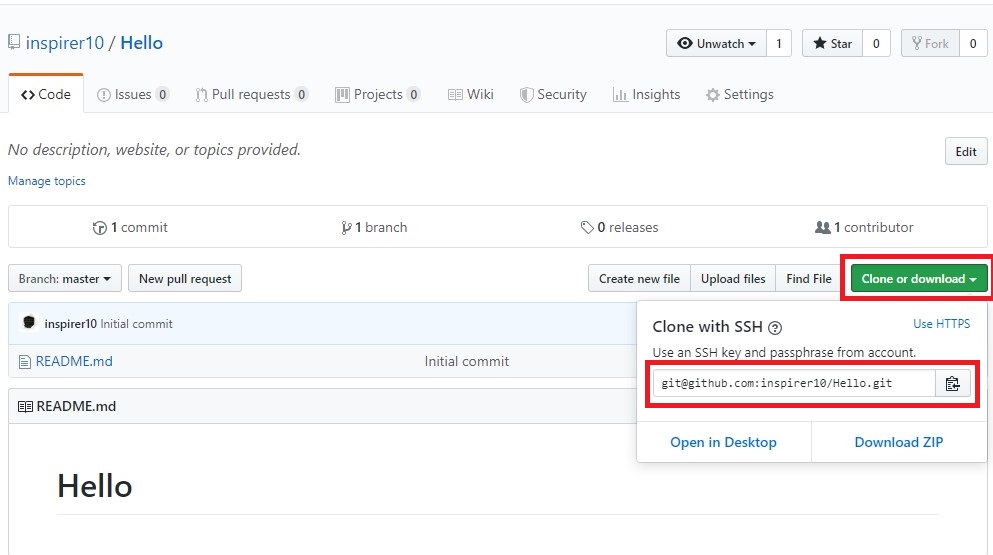 inspirer10 / Hello
Unwatch 1 Star 0 Fork 0
Code Issues 0 Pull requests 0 Projects 0 Wiki Security Insights Settings
No description, website, or topics provided.
Edit
Manage topics
1 commit 1 branch 0 releases 1 contributor
Branch: master New pull request Create new file Upload files Find File Clone or download
inspirer10 Initial commit
README.md Initial commit
README.md
Hello
Clone with SSH ? Use HTTPS
Use an SSH key and passphrase from account.
git@github.com:inspirer10/Hello.git
Open in Desktop Download ZIP